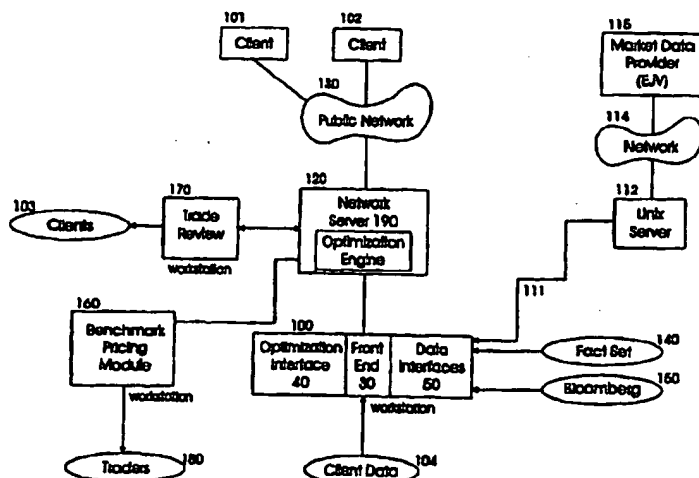 101
Client
102
Client
115
Market Data
Provider
(EJV)
130
Public Network
114
Network
103
Clients
170
Trade
Review
workstation
120
Network
Server 190
Optimization
Engine
112
Unix
Server
111
160
Benchmark
Pricing
Module
workstation
100
Optimization
Interface
40
Front
End
30
Data
Interfaces
50
workstation
140
Fact Set
150
Bloomberg
Traders
180
Client Data
104